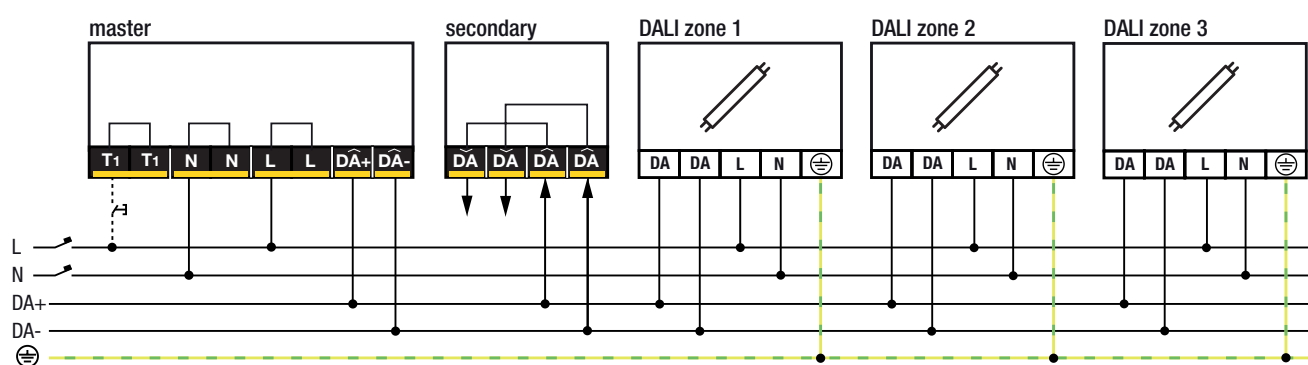 master secondary DALI zone 1 DALI zone 2 DALI zone 3
T1 T1 N N L L DA+ DA- DA DA DA DA DA DA L N DA DA L N DA DA L N
L
N
DA+
DA-